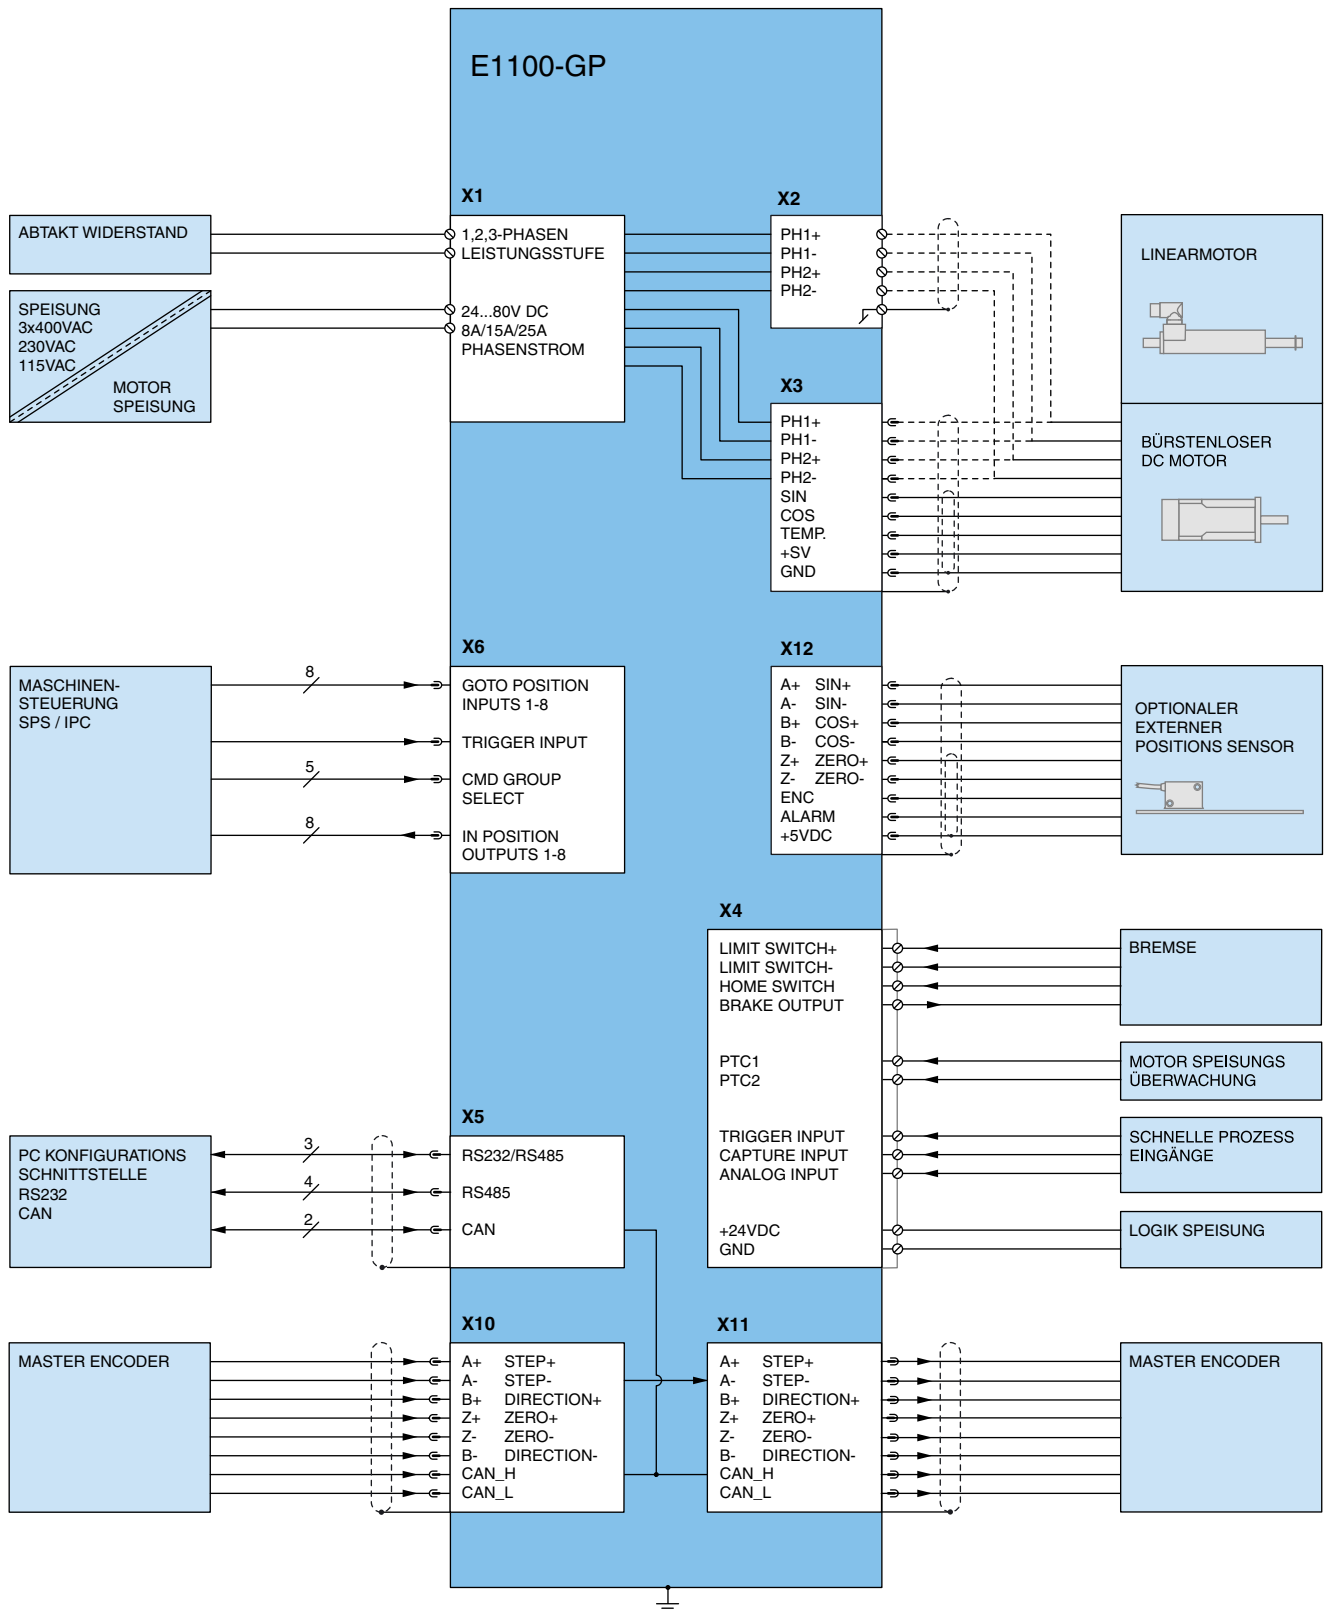 E1100-GP
X1
ABTAKT WIDERSTAND
SPEISUNG
3x400VAC
230VAC
115VAC
MOTOR
SPEISUNG
1,2,3-PHASEN
LEISTUNGSSTUFE
24...80V DC
8A/15A/25A
PHASENSTROM
X2
PH1+
PH1-
PH2+
PH2-
LINEARMOTOR
X3
PH1+
PH1-
PH2+
PH2-
SIN
COS
TEMP.
+SV
GND
BÜRSTENLOSER
DC MOTOR
X6
MASCHINEN-
STEUERUNG
SPS / IPC
8
5
8
GOTO POSITION
INPUTS 1-8
TRIGGER INPUT
CMD GROUP
SELECT
IN POSITION
OUTPUTS 1-8
X12
A+ SIN+
A- SIN-
B+ COS+
B- COS-
Z+ ZERO+
Z- ZERO-
ENC
ALARM
+5VDC
OPTIONALER
EXTERNER
POSITIONS SENSOR
X4
LIMIT SWITCH+
LIMIT SWITCH-
HOME SWITCH
BRAKE OUTPUT
PTC1
PTC2
TRIGGER INPUT
CAPTURE INPUT
ANALOG INPUT
+24VDC
GND
BREMSE
MOTOR SPEISUNGS
ÜBERWACHUNG
SCHNELLE PROZESS
EINGÄNGE
LOGIK SPEISUNG
X5
PC KONFIGURATIONS
SCHNITTSTELLE
RS232
CAN
3
4
2
RS232/RS485
RS485
CAN
X10
MASTER ENCODER
A+ STEP+
A- STEP-
B+ DIRECTION+
Z+ ZERO+
Z- ZERO-
B- DIRECTION-
CAN_H
CAN_L
X11
A+ STEP+
A- STEP-
B+ DIRECTION+
Z+ ZERO+
Z- ZERO-
B- DIRECTION-
CAN_H
CAN_L
MASTER ENCODER